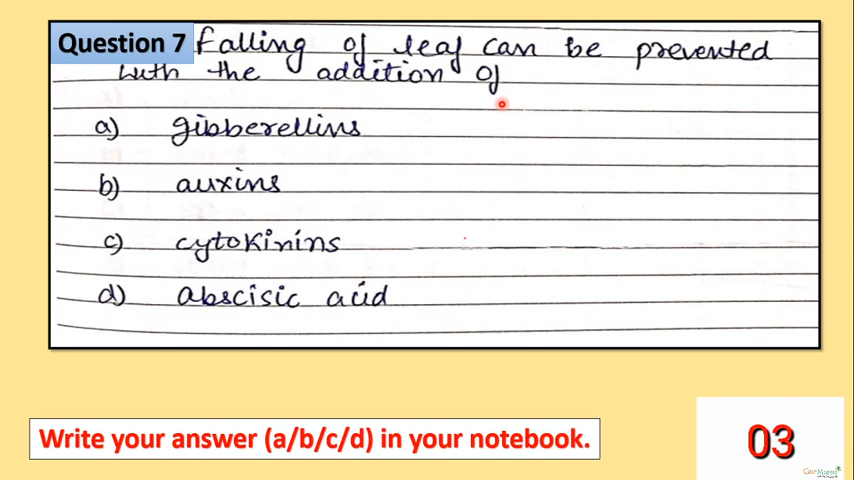 Question 7 Falling of leaf can be prevented
with the addition of
a) gibberellins
b) auxins
c) cytokinins
d) abscisic acid
Write your answer (a/b/c/d) in your notebook.
03